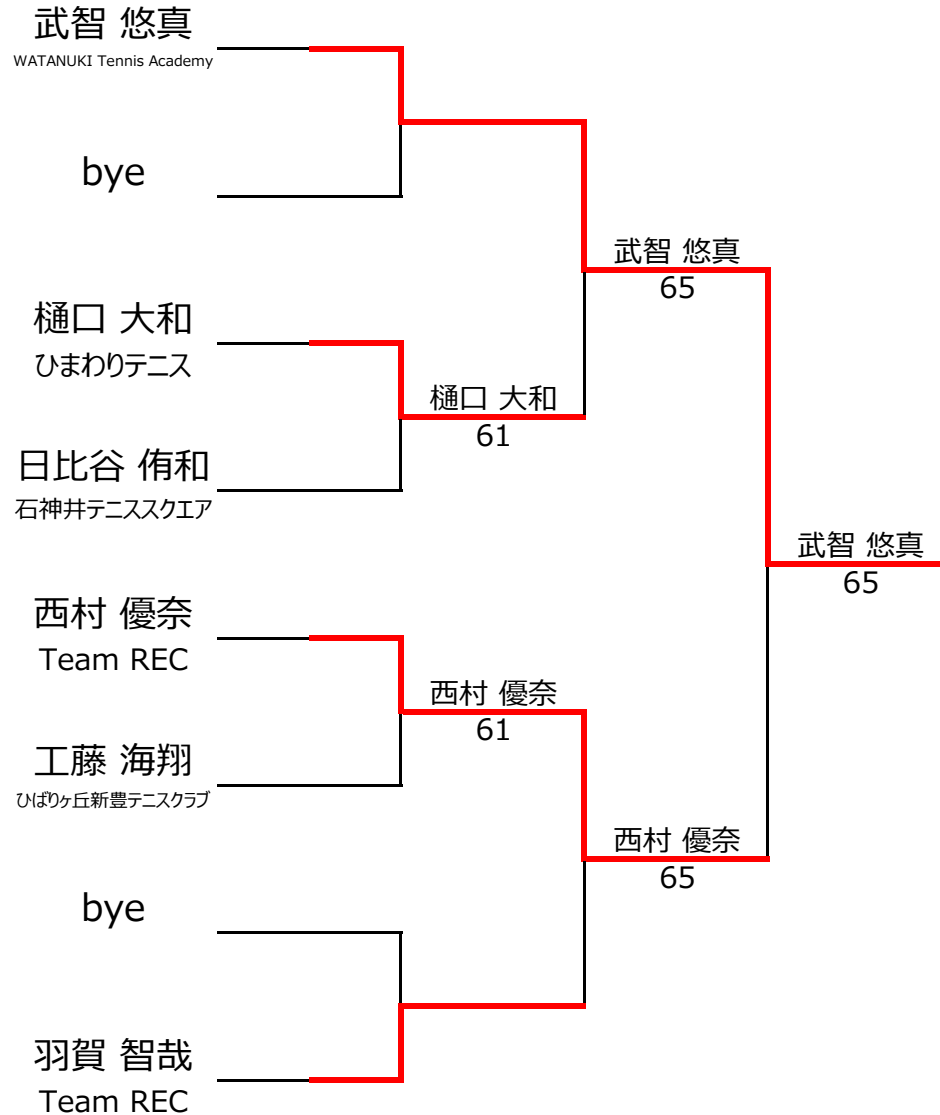 武智 悠真
WATANUKI Tennis Academy
bye
武智 悠真
65
樋口 大和
ひまわりテニス
樋口 大和
61
日比谷 侑和
石神井テニススクエア
武智 悠真
65
西村 優奈
Team REC
西村 優奈
61
工藤 海翔
ひばりヶ丘新豊テニスクラブ
西村 優奈
65
bye
羽賀 智哉
Team REC